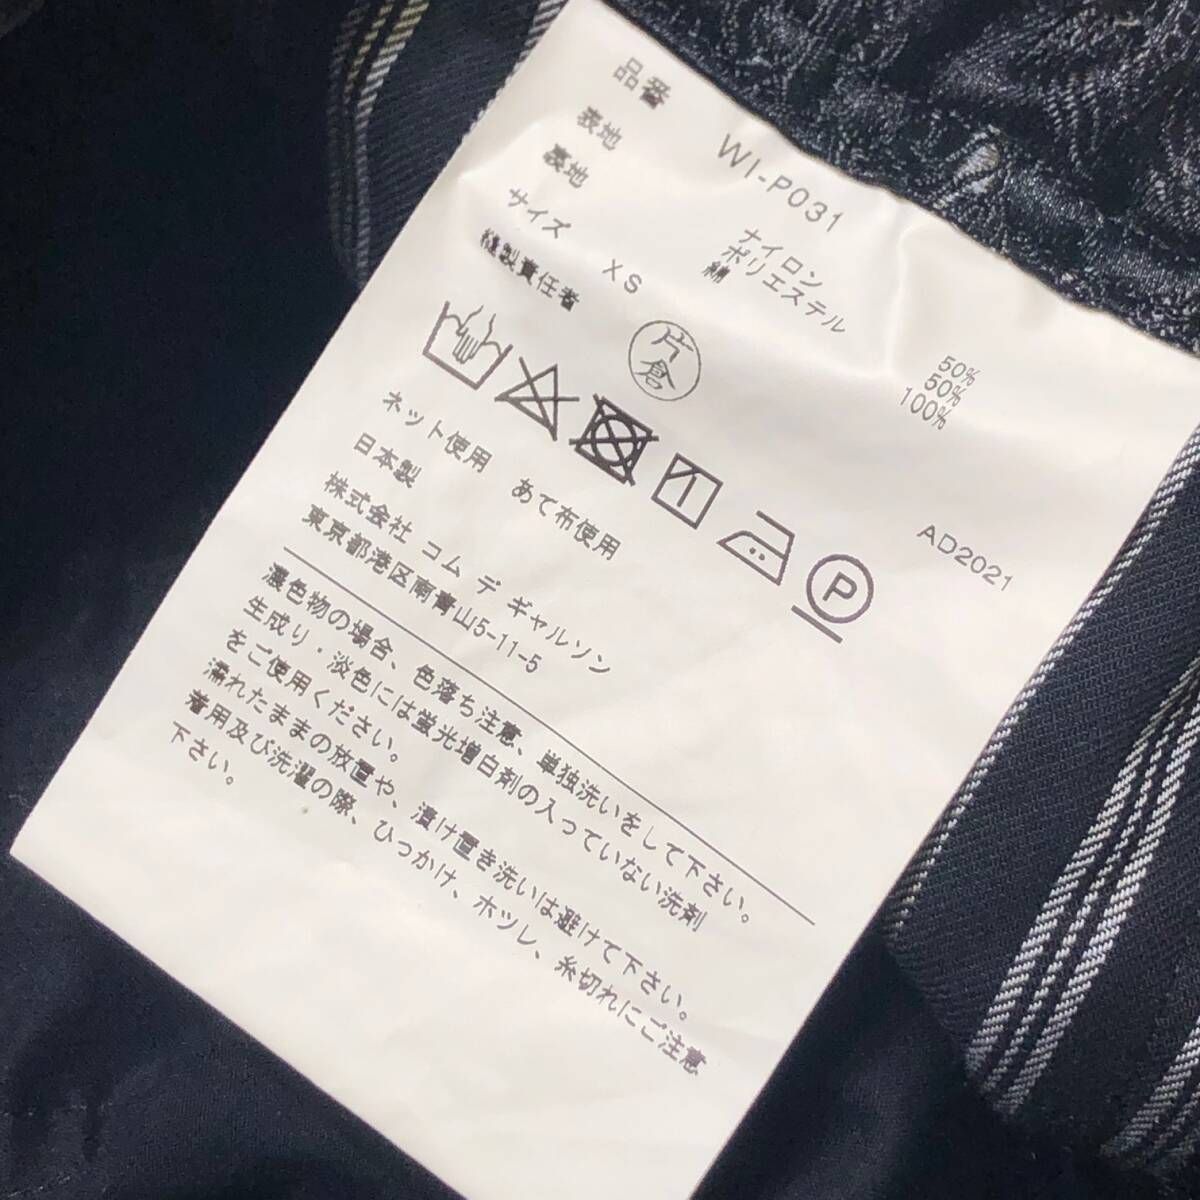 品番 WI-P031
表地 ナイロン 50%
ポリエステル 50%
裏地 綿 100%
サイズ XS
縫製責任者 片倉
P
ネット使用 あて布使用
日本製 AD2021
株式会社 コム デ ギャルソン
東京都港区南青山5-11-5
濃色物の場合、色落ち注意、単独洗いをして下さい。
生成り・淡色には蛍光増白剤の入っていない洗剤
をご使用ください。
濡れたままの放置や、漬け置き洗いは避けて下さい。
着用及び洗濯の際、ひっかけ、ホツレ、糸切れにご注意
下さい。